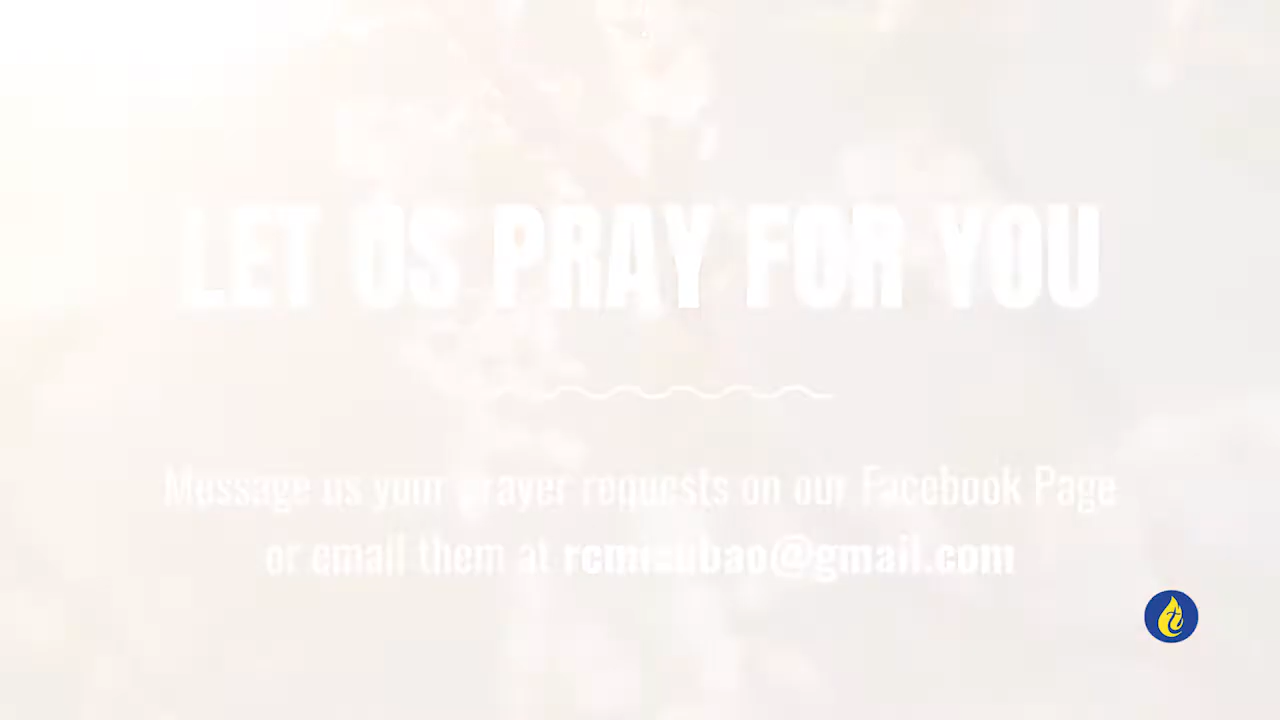 LET US PRAY FOR YOU
Message us your prayer requests on our Facebook Page
or email them at